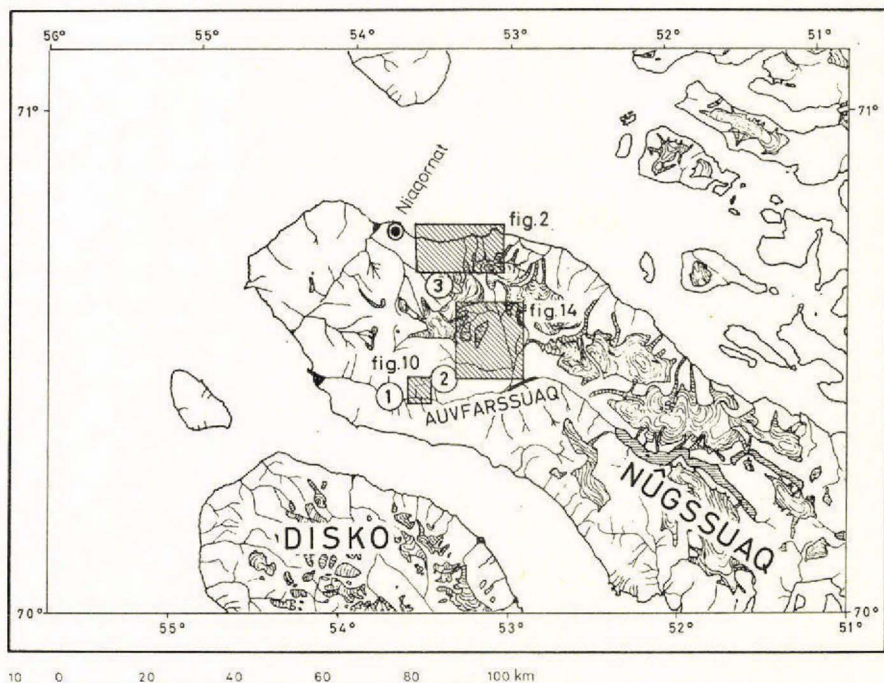 56° 55° 54° 53° 52° 51°
71° 71°
Niaqornat
fig.2
3
fig.14
fig.10
2
1
AUVFARSSUAQ
NÛGSSUAQ
DISKO
70° 70°
55° 54° 53° 52° 51°
10 0 20 40 60 80 100 km